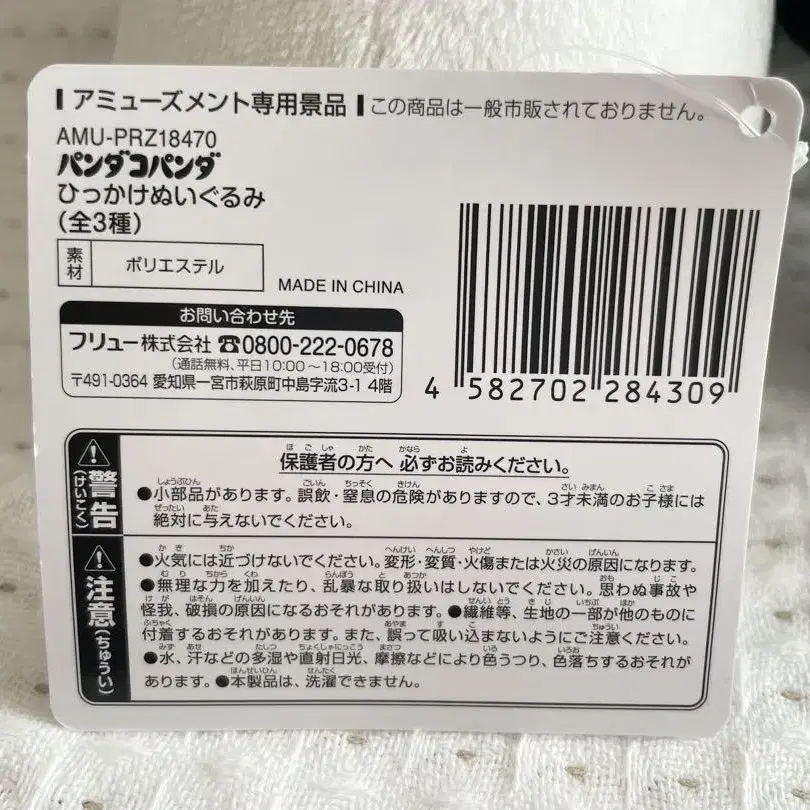 アミューズメント専用景品 この商品は一般市販されておりません。
AMU-PRZ18470
パンダコパンダ
ひっかけぬいぐるみ
(全3種)
素材 ポリエステル
MADE IN CHINA
お問い合わせ先
フリュー株式会社 ☎0800-222-0678
(通話無料、平日10:00～18:00受付)
〒491-0364 愛知県一宮市萩原町中島字流3-1 4階
4 582702 284309
警告(けいこく)
保護者の方へ 必ずお読みください。
●小部品があります。誤飲・窒息の危険がありますので、3才未満のお子様には
絶対に与えないでください。
注意(ちゅうい)
●火気には近づけないでください。変形・変質・火傷または火災の原因になります。
●無理な力を加えたり、乱暴な取り扱いはしないでください。思わぬ事故や
怪我、破損の原因になるおそれがあります。●繊維等、生地の一部が他のものに
付着するおそれがあります。また、誤って吸い込まないようにご注意ください。
●水、汗などの多湿や直射日光、摩擦などにより色うつり、色落ちするおそれが
あります。●本製品は、洗濯できません。